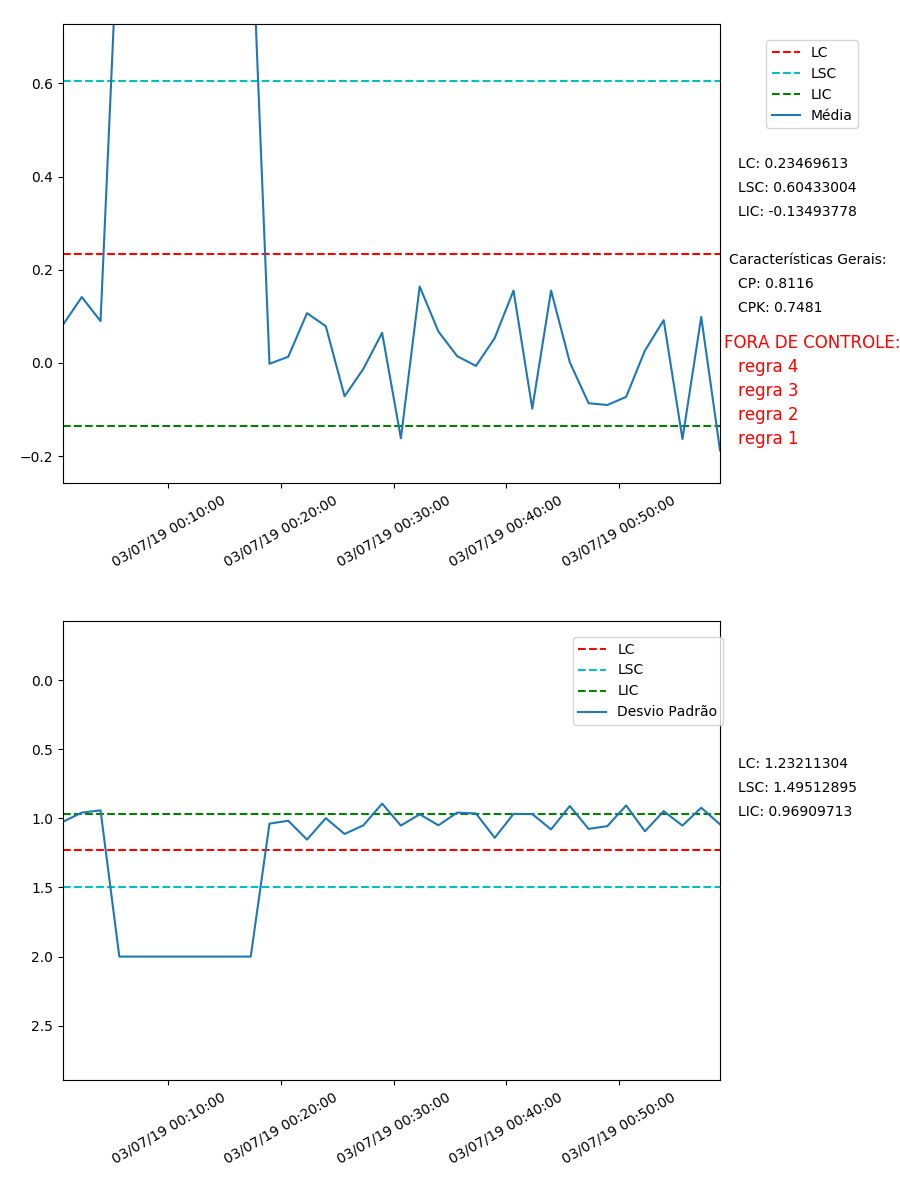 0.6
0.4
0.2
0.0
−0.2
03/07/19 00:10:00
03/07/19 00:20:00
03/07/19 00:30:00
03/07/19 00:40:00
03/07/19 00:50:00
LC
LSC
LIC
Média
LC: 0.23469613
LSC: 0.60433004
LIC: -0.13493778
Características Gerais:
CP: 0.8116
CPK: 0.7481
FORA DE CONTROLE:
regra 4
regra 3
regra 2
regra 1
0.0
0.5
1.0
1.5
2.0
2.5
03/07/19 00:10:00
03/07/19 00:20:00
03/07/19 00:30:00
03/07/19 00:40:00
03/07/19 00:50:00
LC
LSC
LIC
Desvio Padrão
LC: 1.23211304
LSC: 1.49512895
LIC: 0.96909713